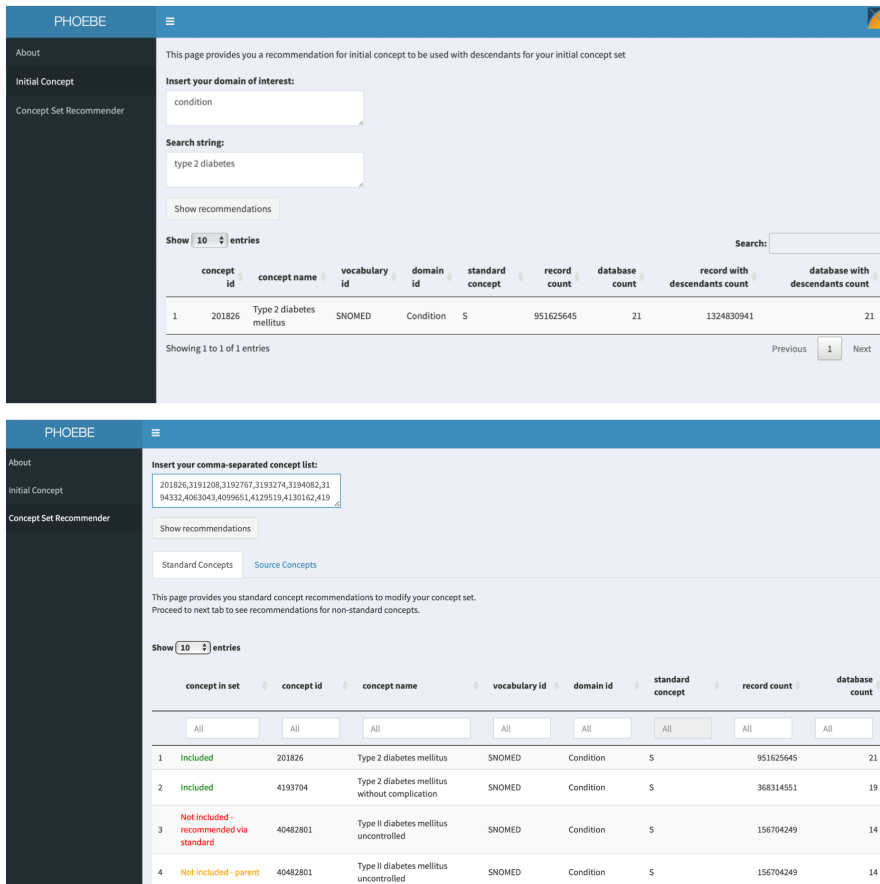 PHOEBE
☰
About
Initial Concept
Concept Set Recommender
This page provides you a recommendation for initial concept to be used with descendants for your initial concept set
Insert your domain of interest:
condition
Search string:
type 2 diabetes
Show recommendations
Show 10 entries
Search:
concept id concept name vocabulary id domain id standard concept record count database count record with descendants count database with descendants count
1 201826 Type 2 diabetes mellitus SNOMED Condition S 951625645 21 1324830941 21
Showing 1 to 1 of 1 entries
Previous 1 Next
PHOEBE
☰
About
Initial Concept
Concept Set Recommender
Insert your comma-separated concept list:
201826,3191208,3192767,3193274,3194082,31
94332,4063043,4099651,4129519,4130162,419
Show recommendations
Standard Concepts Source Concepts
This page provides you standard concept recommendations to modify your concept set.
Proceed to next tab to see recommendations for non-standard concepts.
Show 10 entries
concept in set concept id concept name vocabulary id domain id standard concept record count database count
All All All All All All All All
1 Included 201826 Type 2 diabetes mellitus SNOMED Condition S 951625645 21
2 Included 4193704 Type 2 diabetes mellitus without complication SNOMED Condition S 368314551 19
3 Not included - recommended via standard 40482801 Type II diabetes mellitus uncontrolled SNOMED Condition S 156704249 14
4 Not included - parent 40482801 Type II diabetes mellitus uncontrolled SNOMED Condition S 156704249 14